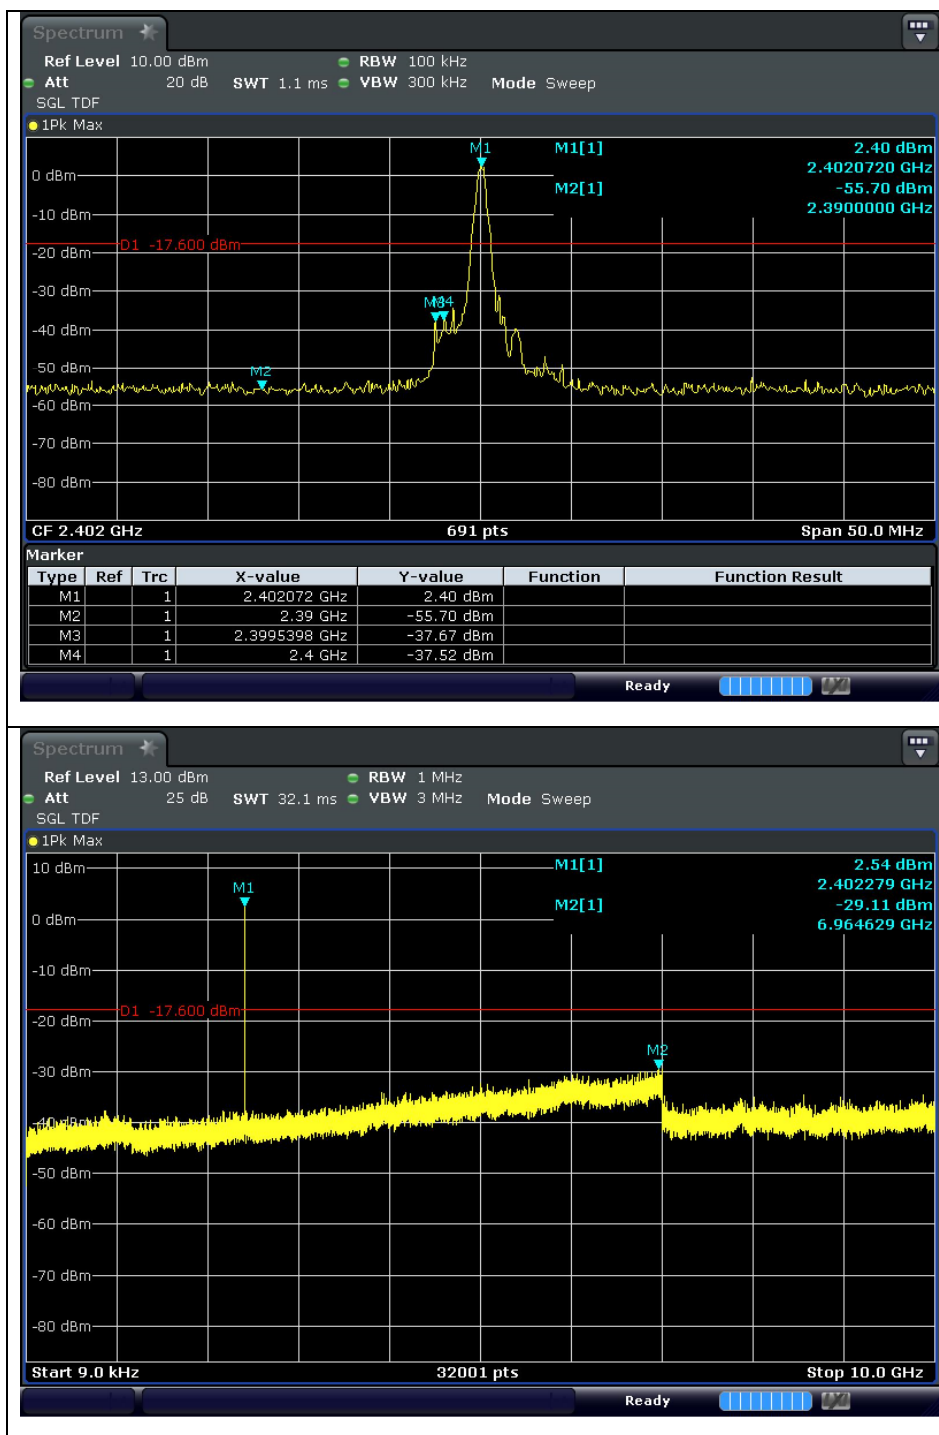 Spectrum
Ref Level 10.00 dBm RBW 100 kHz
Att 20 dB SWT 1.1 ms VBW 300 kHz Mode Sweep
SGL TDF
1Pk Max
M1 M1[1] 2.40 dBm
2.4020720 GHz
0 dBm M2[1] -55.70 dBm
2.3900000 GHz
-10 dBm
D1 -17.600 dBm
-20 dBm
-30 dBm
M3 M4
-40 dBm
-50 dBm
M2
-60 dBm
-70 dBm
-80 dBm
CF 2.402 GHz 691 pts Span 50.0 MHz
Marker
Type Ref Trc X-value Y-value Function Function Result
M1 1 2.402072 GHz 2.40 dBm
M2 1 2.39 GHz -55.70 dBm
M3 1 2.3995398 GHz -37.67 dBm
M4 1 2.4 GHz -37.52 dBm
Ready
Spectrum
Ref Level 13.00 dBm RBW 1 MHz
Att 25 dB SWT 32.1 ms VBW 3 MHz Mode Sweep
SGL TDF
1Pk Max
10 dBm M1[1] 2.54 dBm
M1 2.402279 GHz
0 dBm M2[1] -29.11 dBm
6.964629 GHz
-10 dBm
D1 -17.600 dBm
-20 dBm
M2
-30 dBm
-40 dBm
-50 dBm
-60 dBm
-70 dBm
-80 dBm
Start 9.0 kHz 32001 pts Stop 10.0 GHz
Ready